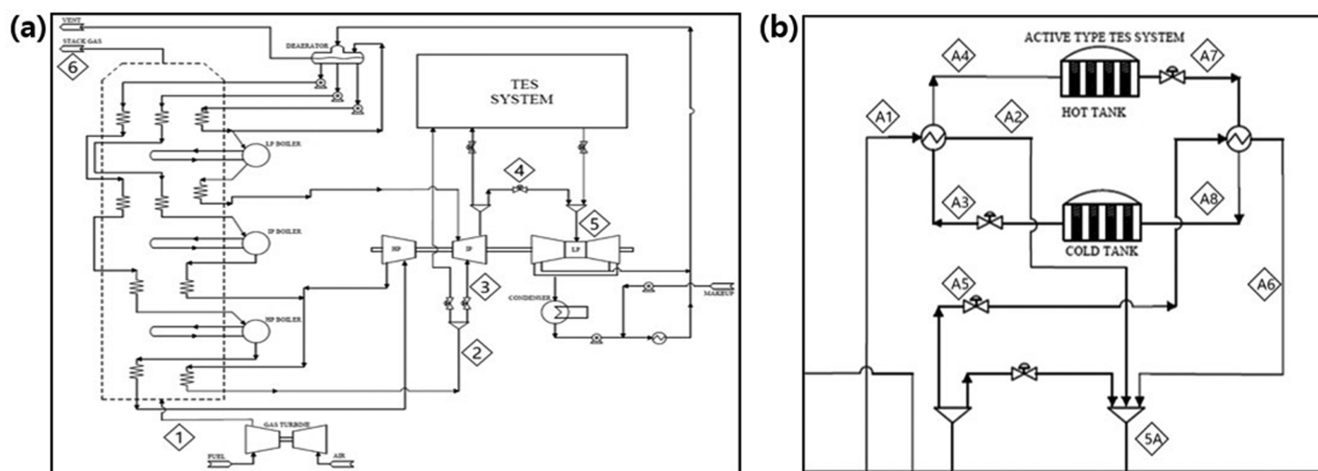 (a)
VENT
STACK GAS
6
DEAERATOR
TES
SYSTEM
LP BOILER
4
5
IP BOILER
HP
IP
LP
3
MAKEUP
CONDENSER
HP BOILER
2
1
GAS TURBINE
FUEL
AIR
(b)
ACTIVE TYPE TES SYSTEM
A4
A7
HOT TANK
A1
A2
A3
A8
COLD TANK
A5
A6
5A